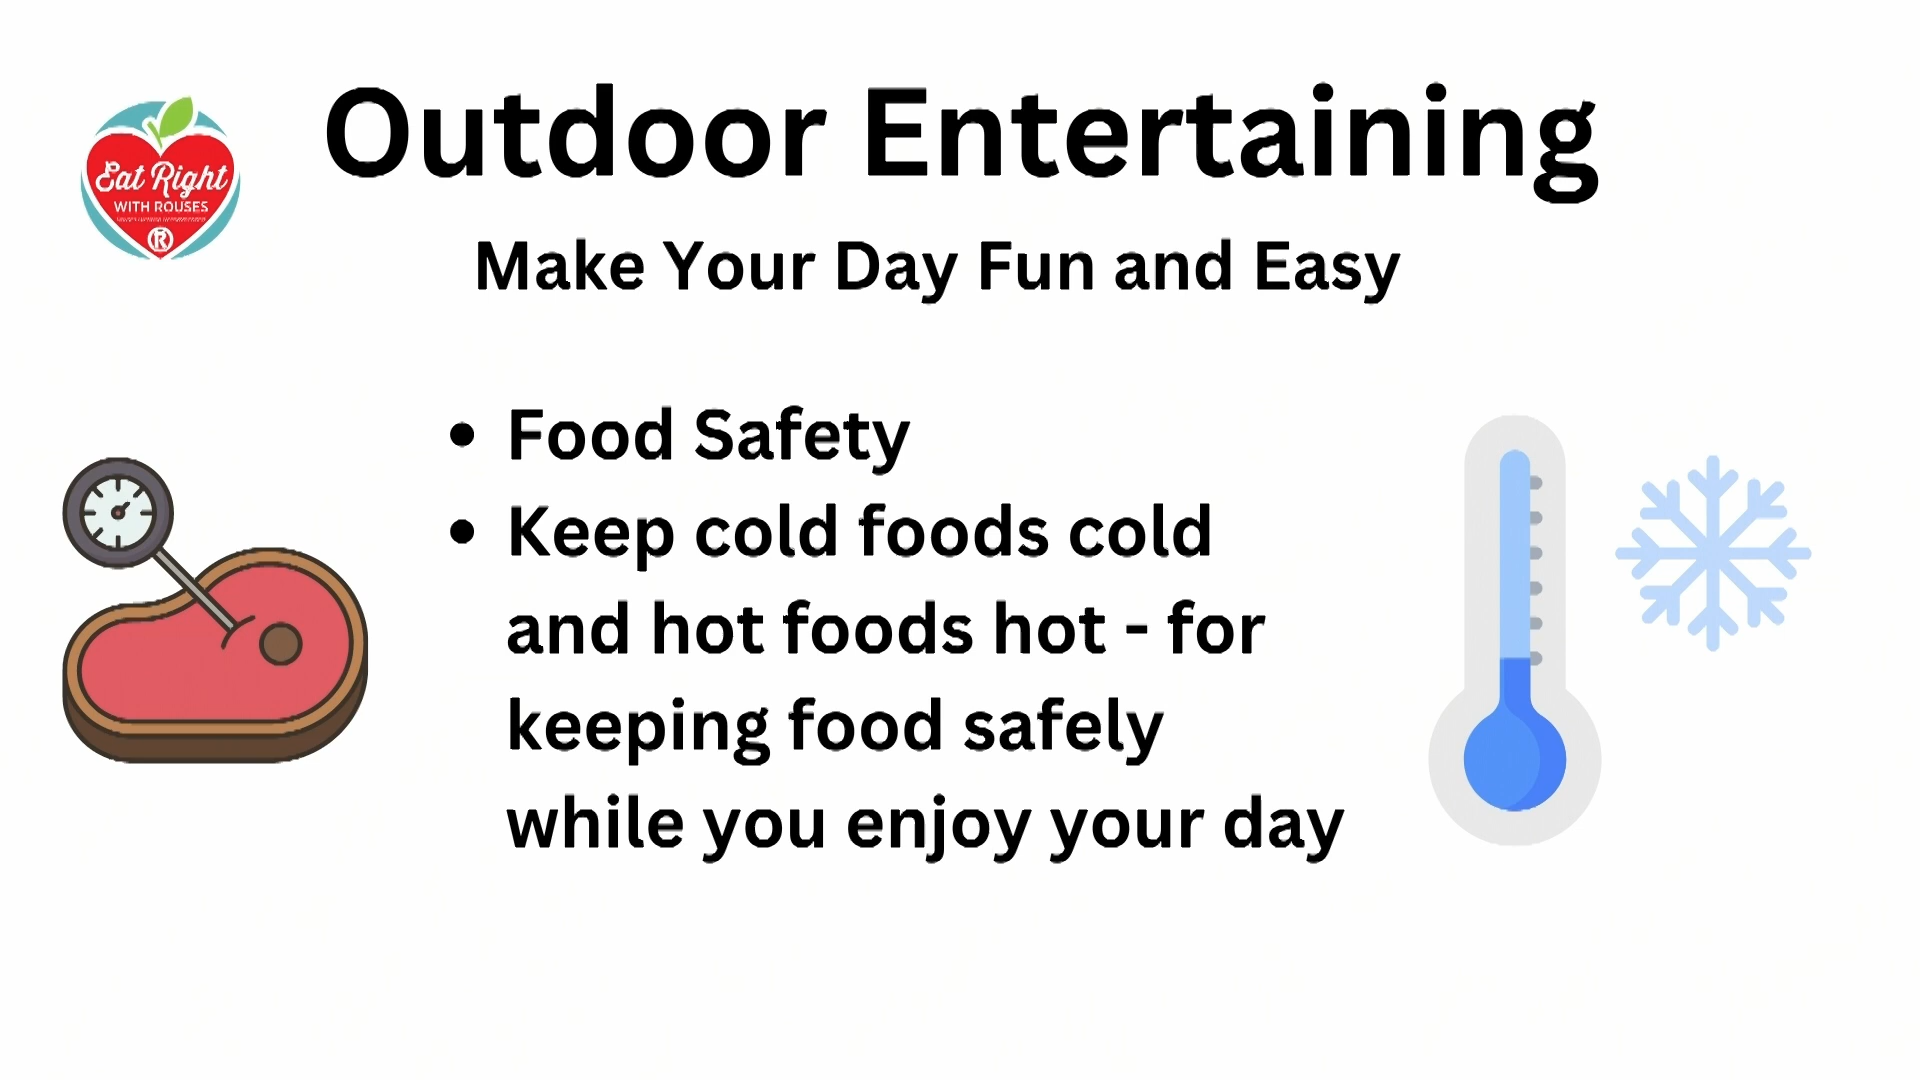 Outdoor Entertaining
Eat Right
WITH ROUSES
Make Your Day Fun and Easy
• Food Safety
• Keep cold foods cold
and hot foods hot - for
keeping food safely
while you enjoy your day